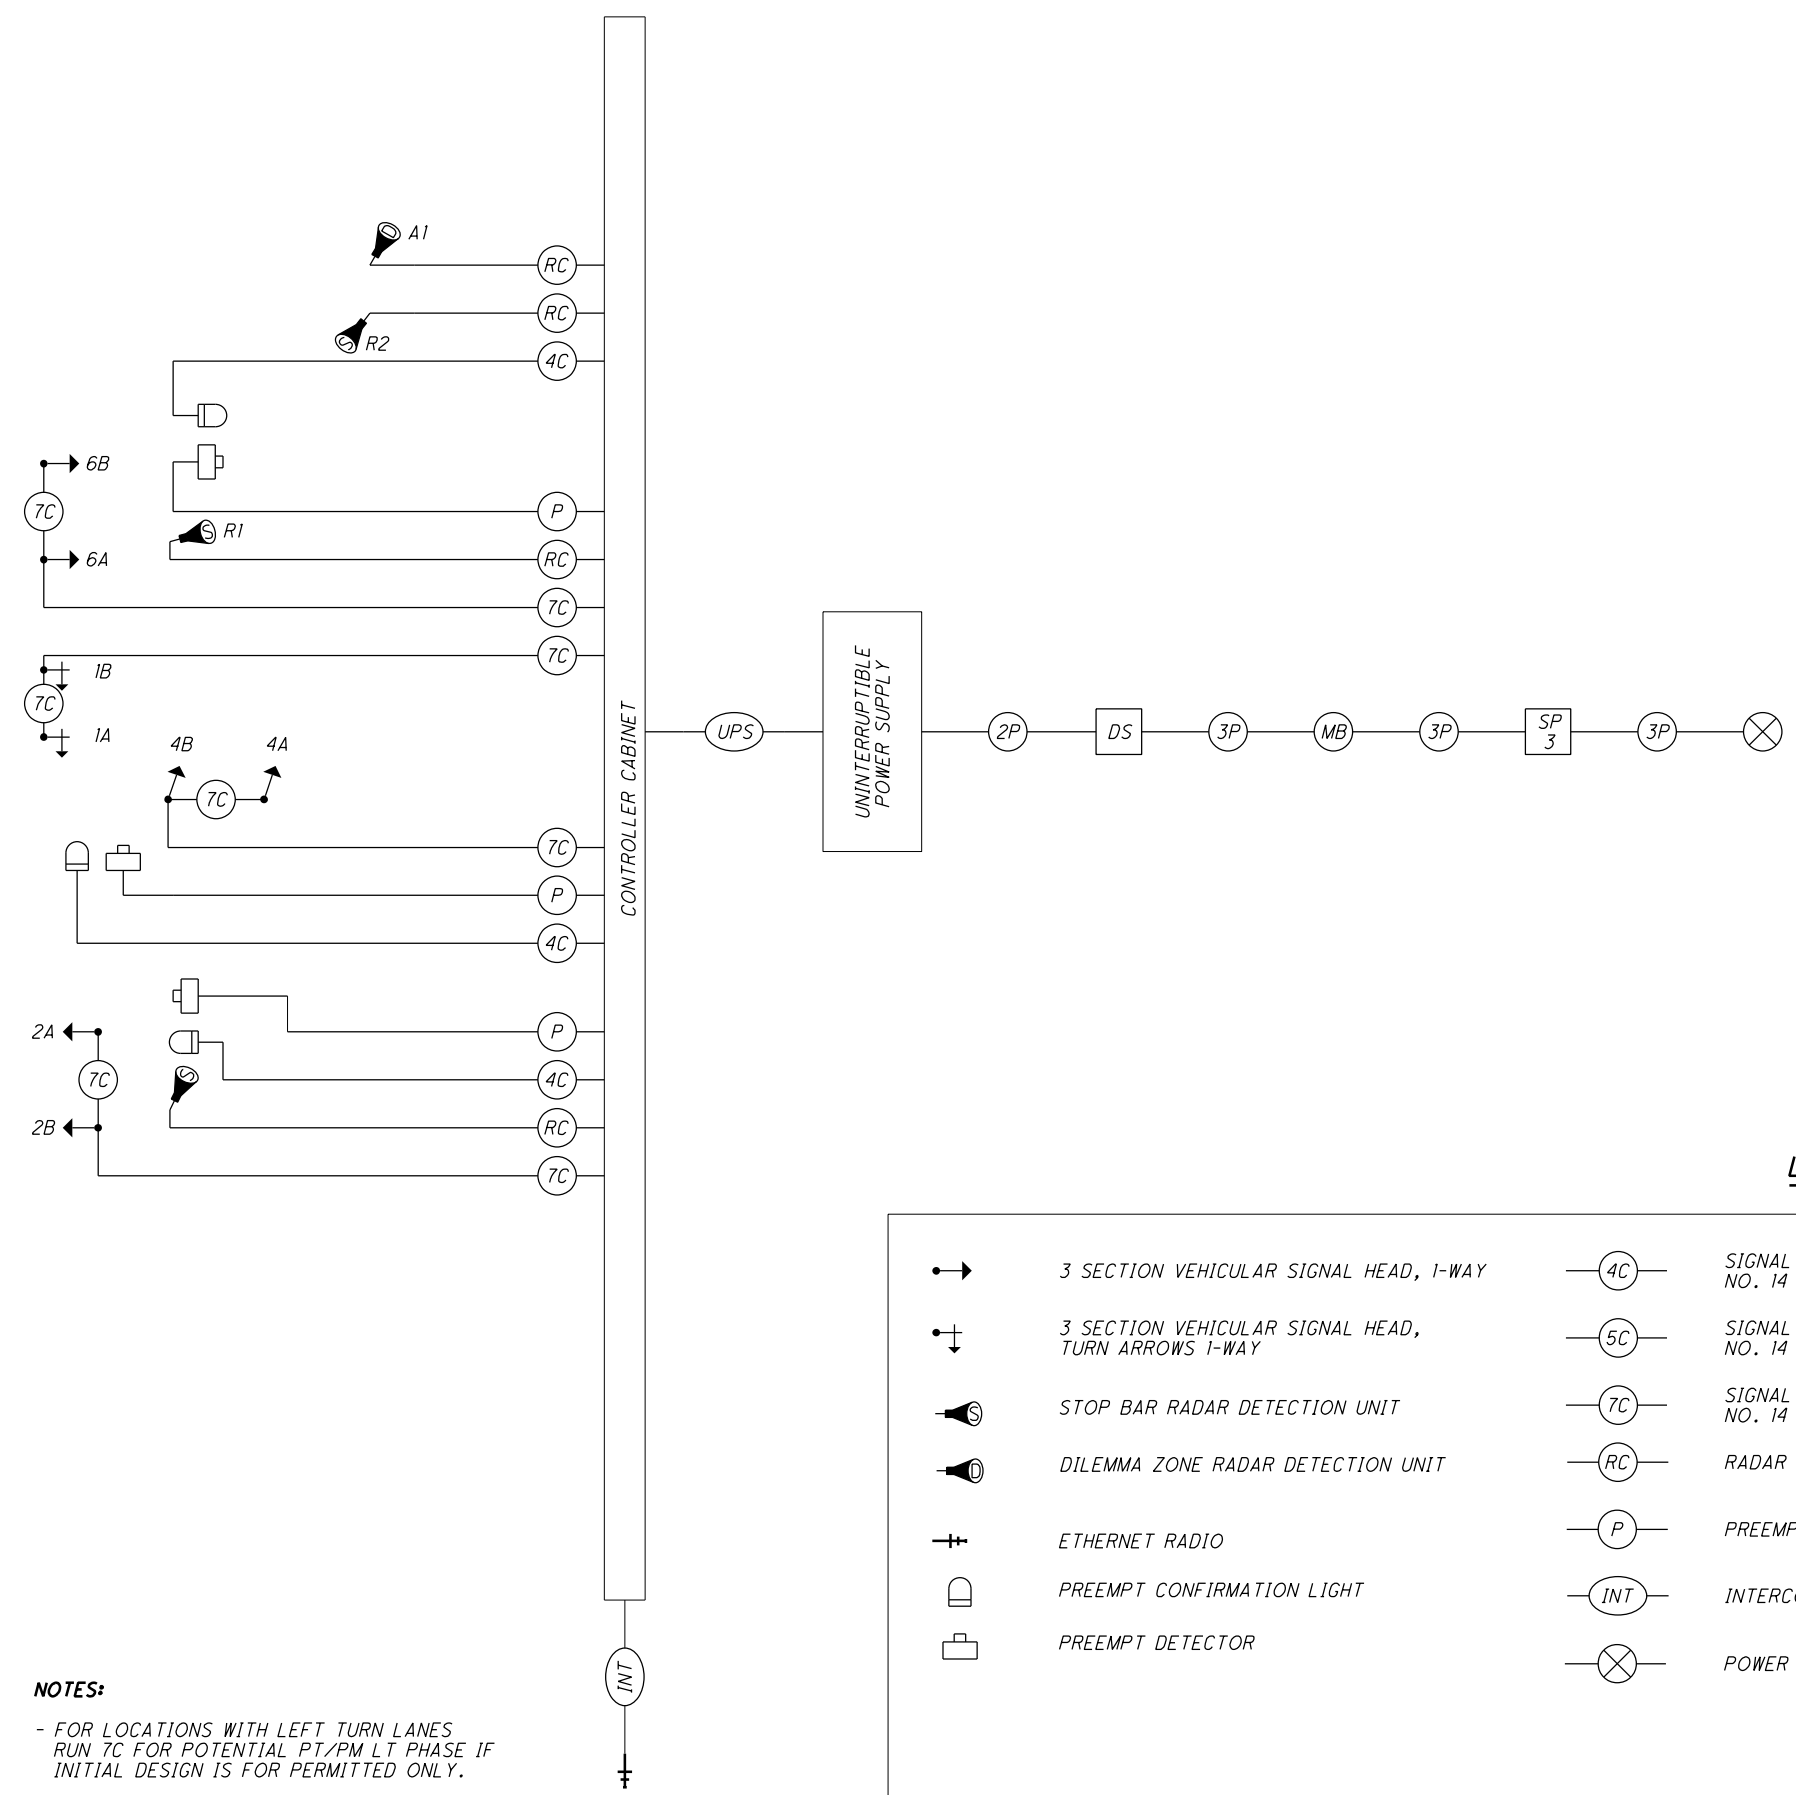 A1
RC
RC
R2
4C
6B
7C
P
R1
6A
RC
7C
7C
1B
7C
1A
4B
4A
7C
7C
P
4C
2A
P
7C
S
4C
2B
RC
7C
D
S
S
CONTROLLER CABINET
UPS
UNINTERRUPTIBLE
POWER SUPPLY
2P
DS
3P
MB
3P
SP
3
3P
INT
NOTES:
- FOR LOCATIONS WITH LEFT TURN LANES
RUN 7C FOR POTENTIAL PT/PM LT PHASE IF
INITIAL DESIGN IS FOR PERMITTED ONLY.
3 SECTION VEHICULAR SIGNAL HEAD, 1-WAY
3 SECTION VEHICULAR SIGNAL HEAD,
TURN ARROWS 1-WAY
S
STOP BAR RADAR DETECTION UNIT
D
DILEMMA ZONE RADAR DETECTION UNIT
ETHERNET RADIO
PREEMPT CONFIRMATION LIGHT
PREEMPT DETECTOR
4C
SIGNAL
NO. 14
5C
SIGNAL
NO. 14
7C
SIGNAL
NO. 14
RC
RADAR
P
PREEMP
INT
INTERC
POWER